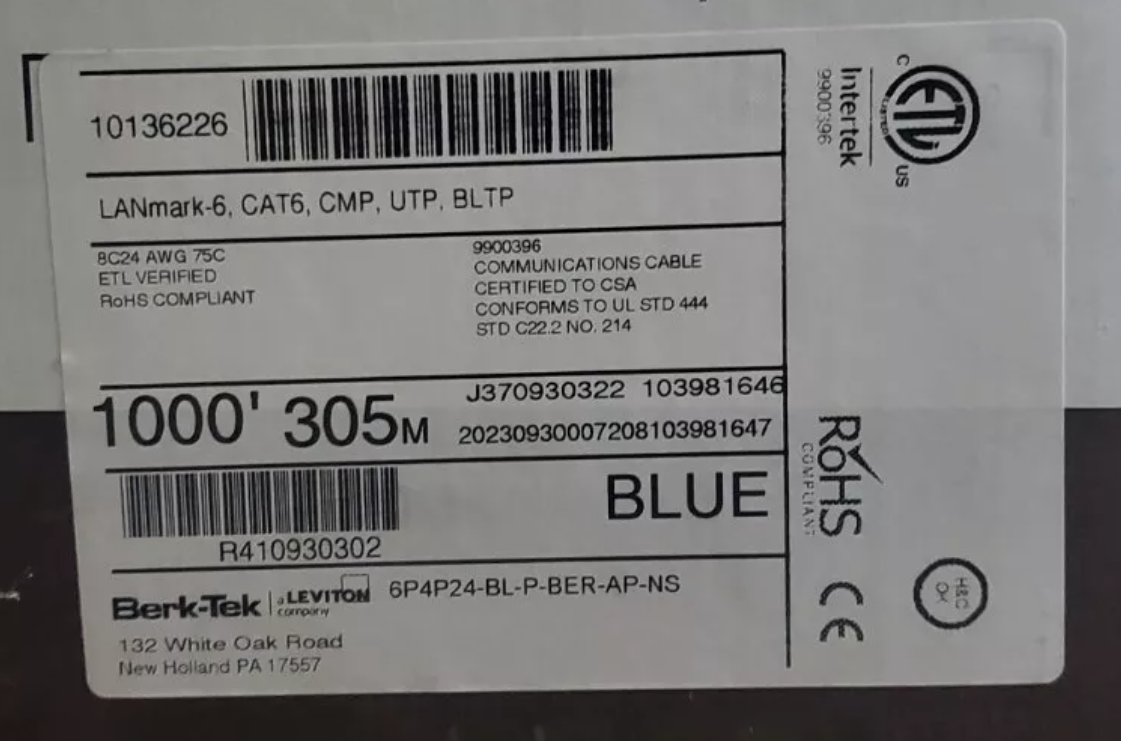 10136226
LANmark-6, CAT6, CMP, UTP, BLTP
8C24 AWG 75C
ETL VERIFIED
RoHS COMPLIANT
9900396
COMMUNICATIONS CABLE
CERTIFIED TO CSA
CONFORMS TO UL STD 444
STD C22.2 NO. 214
1000' 305M
J370930322 103981646
20230930007208103981647
R410930302
BLUE
Berk-Tek a LEVITON company
6P4P24-BL-P-BER-AP-NS
132 White Oak Road
New Holland PA 17557
C ETL US
LISTED
Intertek
9900396
RoHS
COMPLIANT
CE
H&C
OK